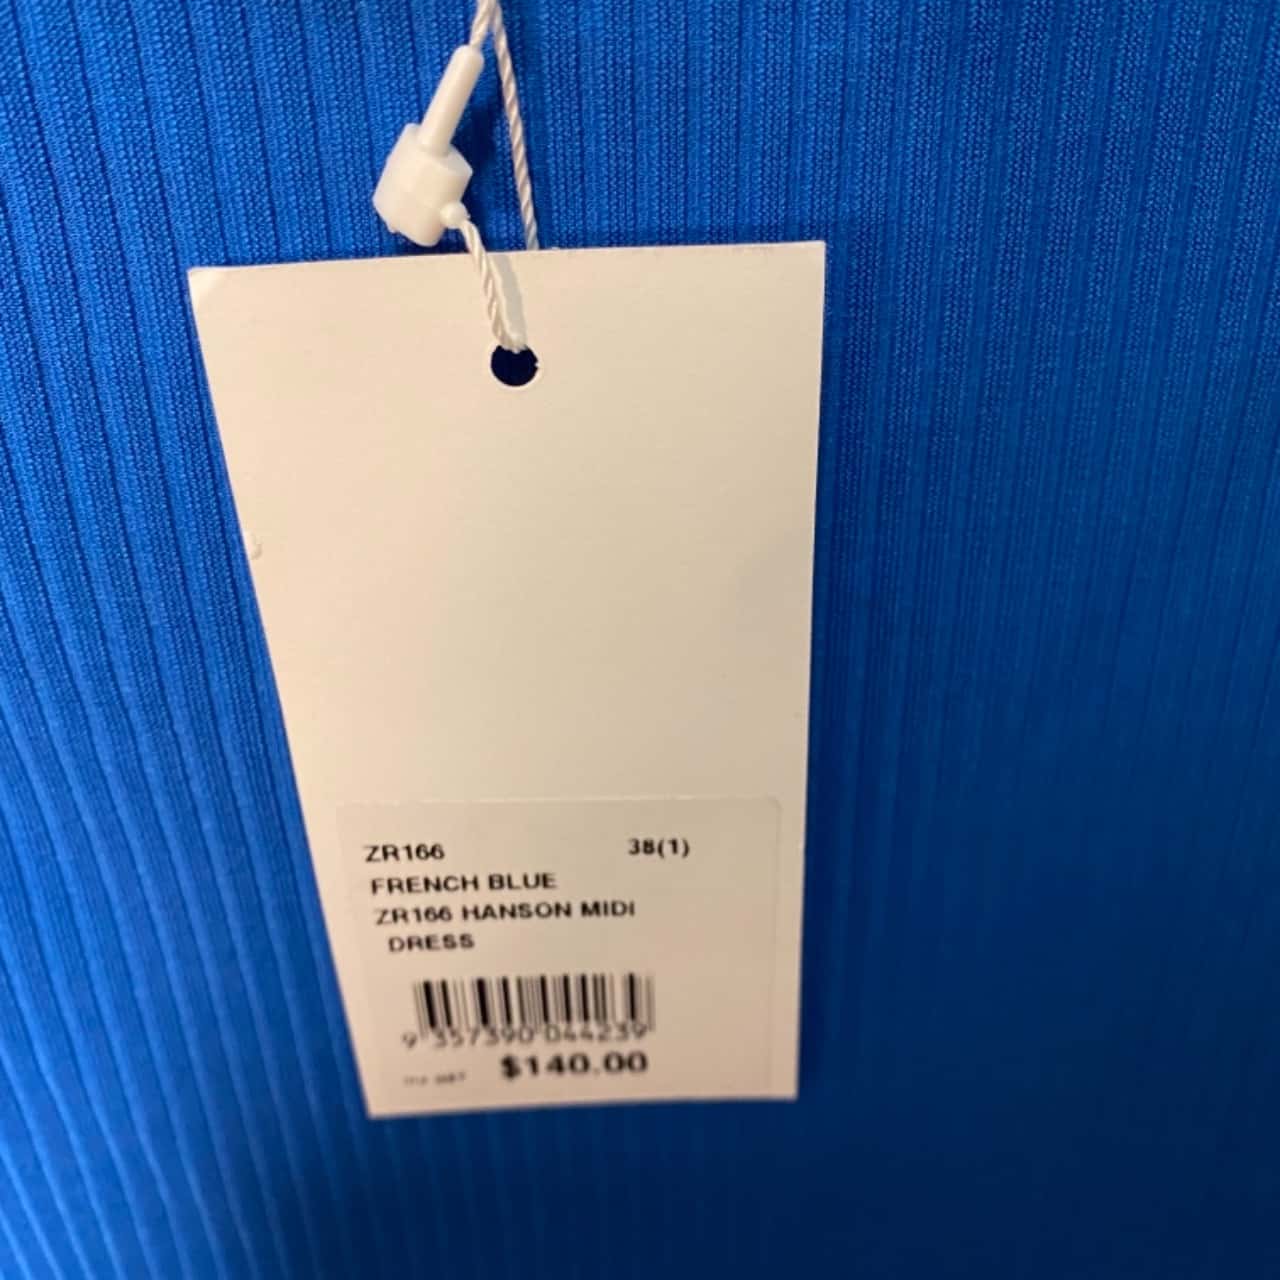 ZR166 38(1)
FRENCH BLUE
ZR166 HANSON MIDI
DRESS
9 357390 044239
$140.00